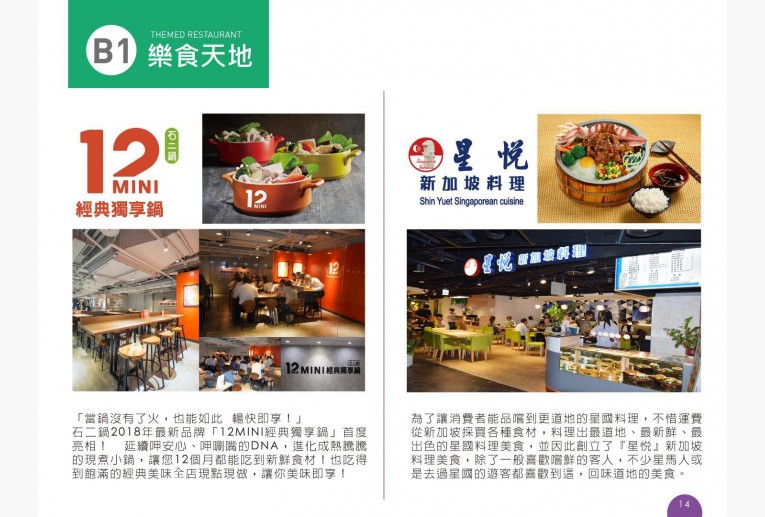 B1
THEMED RESTAURANT
樂食天地
12
MINI
石二鍋
經典獨享鍋
12
MINI
12
12MINI 經典獨享鍋
「當鍋沒有了火，也能如此 暢快即享！」
石二鍋2018年最新品牌「12MINI經典獨享鍋」首度
亮相！ 延續呷安心、呷唰嘴的DNA，進化成熱騰騰
的現煮小鍋，讓您12個月都能吃到新鮮食材！也吃得
到飽滿的經典美味全店現點現做，讓你美味即享！
星悅
新加坡料理
Shin Yuet Singaporean cuisine
星悅 新加坡料理
為了讓消費者能品嚐到更道地的星國料理，不惜運費
從新加坡採買各種食材，料理出最道地、最新鮮、最
出色的星國料理美食，並因此創立了『星悅』新加坡
料理美食，除了一般喜歡嚐鮮的客人，不少星馬人或
是去過星國的遊客都喜歡到這，回味道地的美食。
14